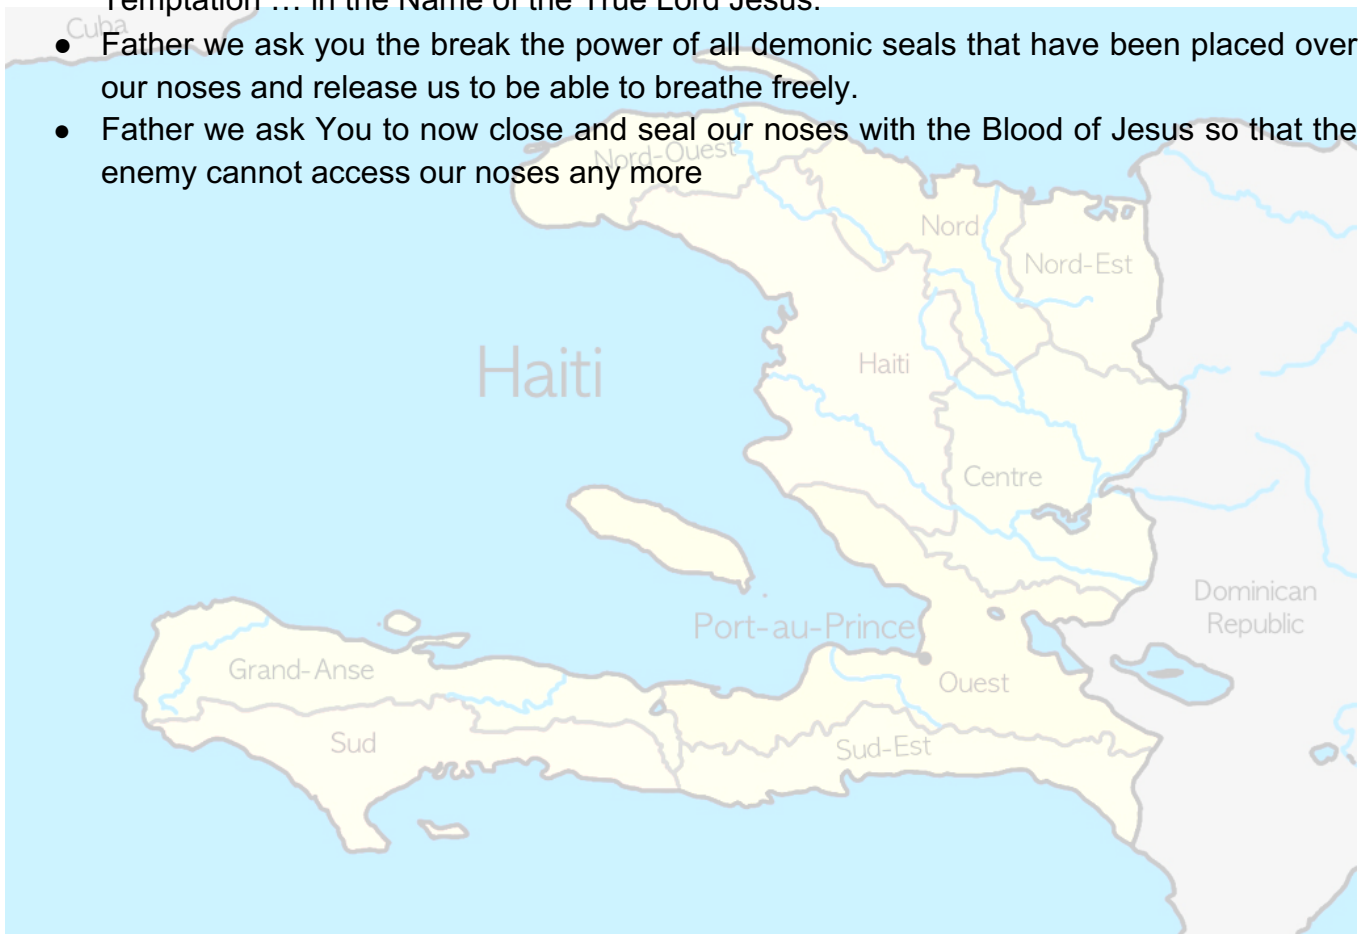 Temptation … in the Name of the True Lord Jesus.
Cuba
● Father we ask you the break the power of all demonic seals that have been placed over
our noses and release us to be able to breathe freely.
● Father we ask You to now close and seal our noses with the Blood of Jesus so that the
Nord-Ouest
enemy cannot access our noses any more
Nord
Nord-Est
Haiti
Haiti
Centre
Dominican
Republic
Port-au-Prince
Grand-Anse
Ouest
Sud
Sud-Est